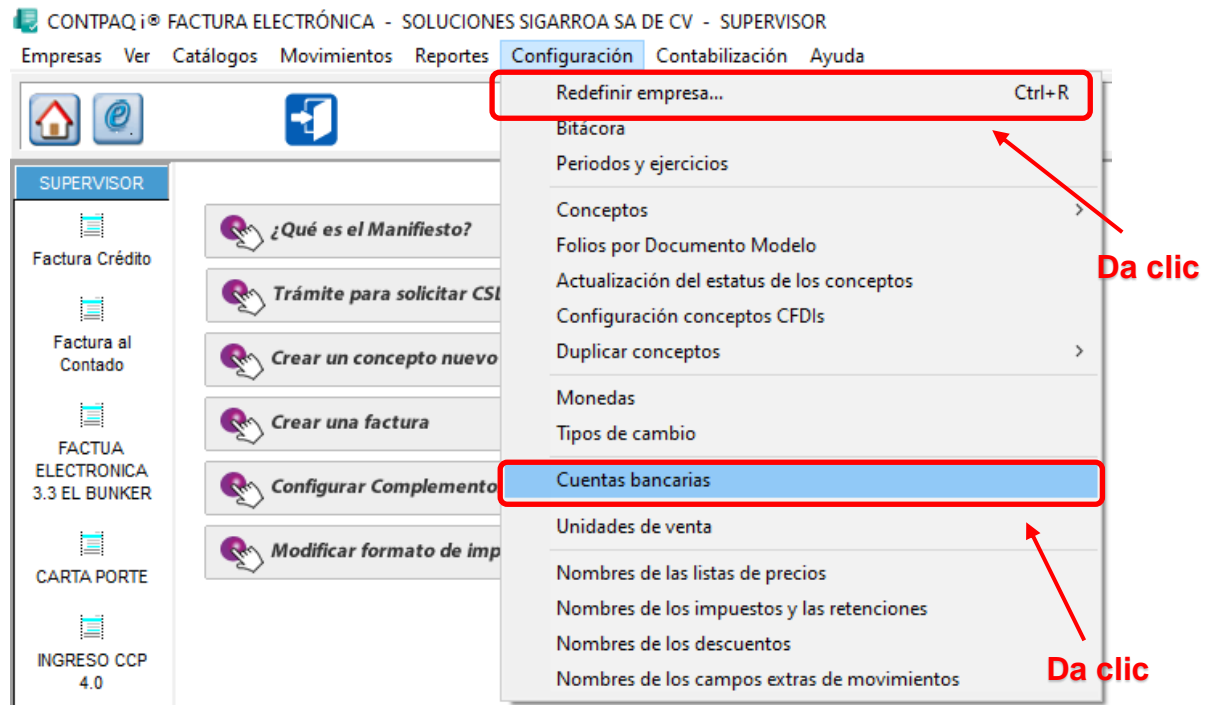 CONTPAQ i® FACTURA ELECTRÓNICA - SOLUCIONES SIGARROA SA DE CV - SUPERVISOR
Empresas Ver Catálogos Movimientos Reportes Configuración Contabilización Ayuda
Redefinir empresa... Ctrl+R
Bitácora
Periodos y ejercicios
Conceptos
Folios por Documento Modelo
Actualización del estatus de los conceptos
Configuración conceptos CFDIs
Duplicar conceptos
Monedas
Tipos de cambio
Cuentas bancarias
Unidades de venta
Nombres de las listas de precios
Nombres de los impuestos y las retenciones
Nombres de los descuentos
Nombres de los campos extras de movimientos
Da clic
Da clic
SUPERVISOR
Factura Crédito
Factura al
Contado
FACTUA
ELECTRONICA
3.3 EL BUNKER
CARTA PORTE
INGRESO CCP
4.0
¿Qué es el Manifiesto?
Trámite para solicitar CS
Crear un concepto nuevo
Crear una factura
Configurar Complemento
Modificar formato de imp